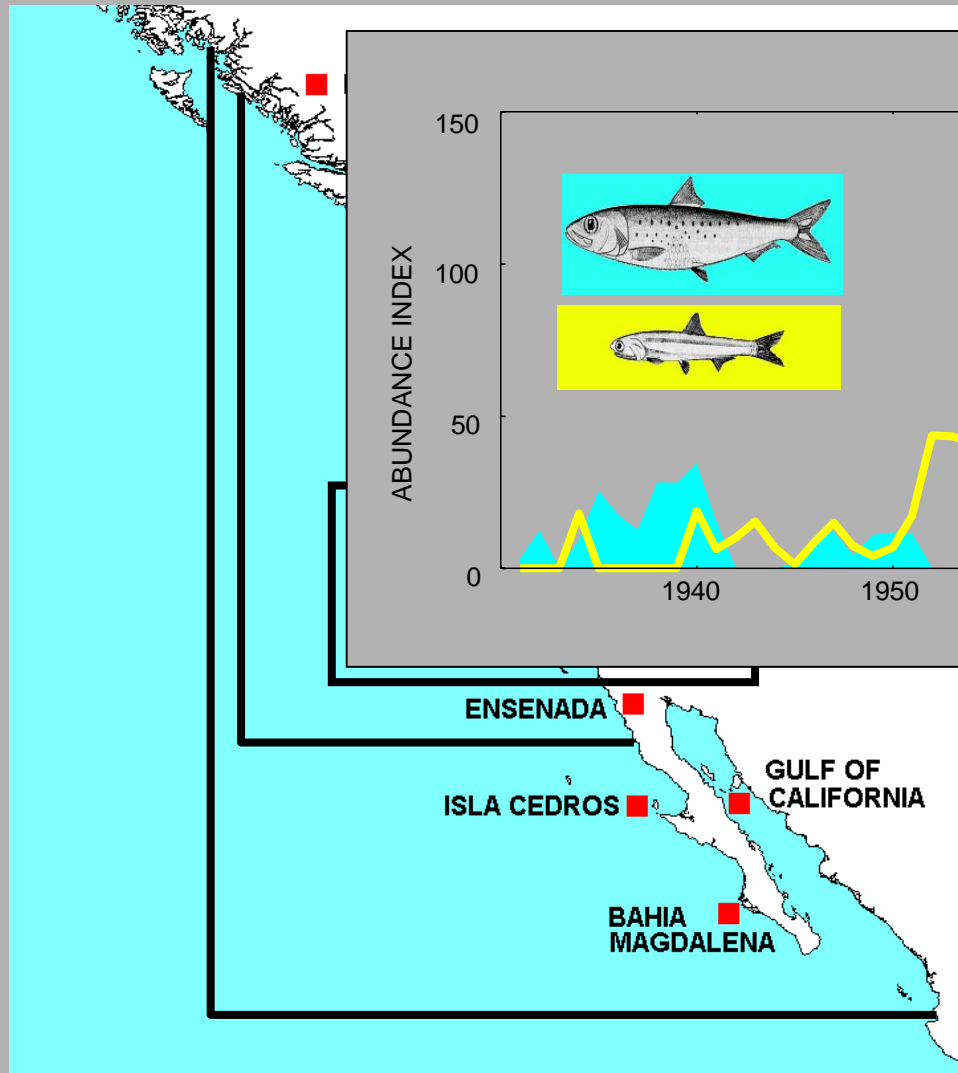 150
100
50
0
ABUNDANCE INDEX
1940
1950
ENSENADA
GULF OF
CALIFORNIA
ISLA CEDROS
BAHIA
MAGDALENA